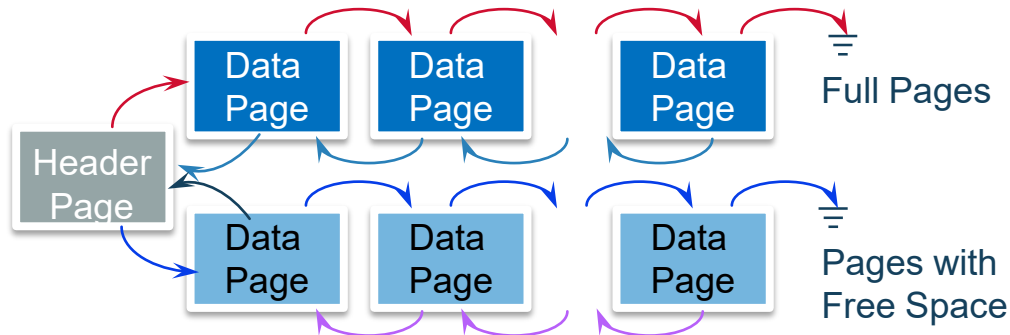 Data
Page
Data
Page
Data
Page
Full Pages
Header
Page
Data
Page
Data
Page
Data
Page
Pages with
Free Space